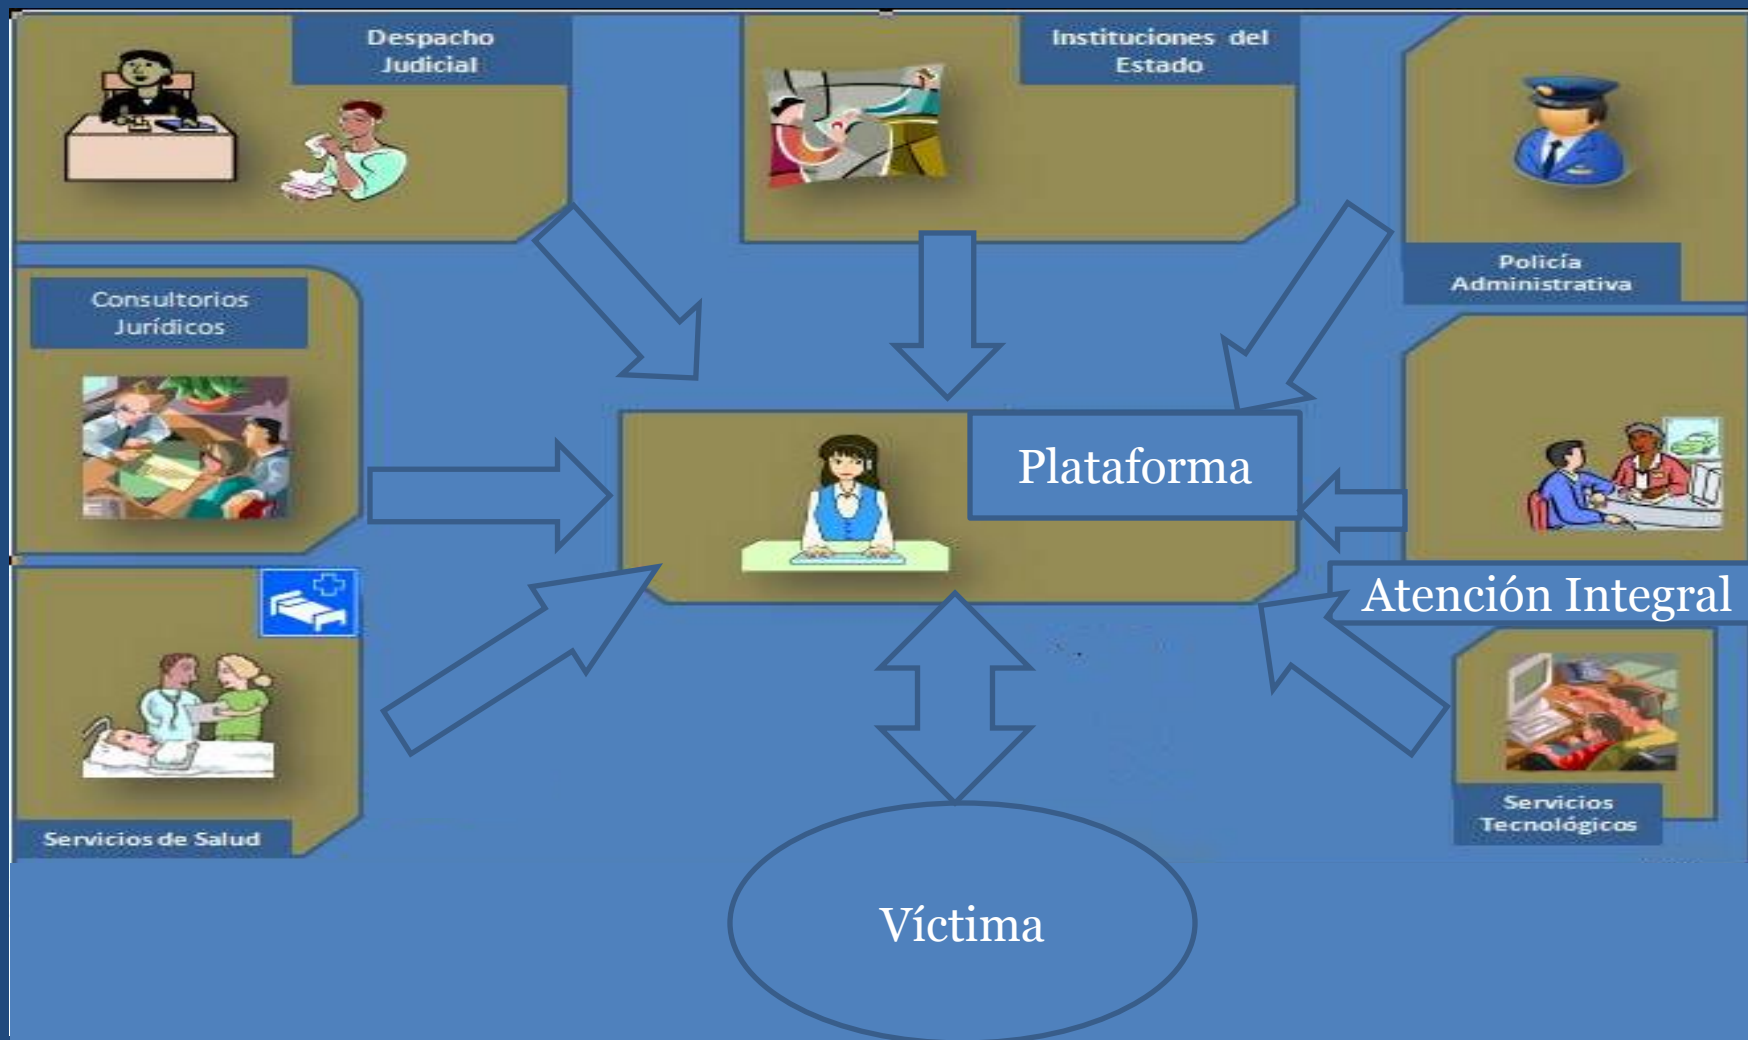 Despacho
Judicial
Instituciones del
Estado
Policía
Administrativa
Consultorios
Jurídicos
Plataforma
Atención Integral
Servicios de Salud
Servicios
Tecnológicos
Víctima